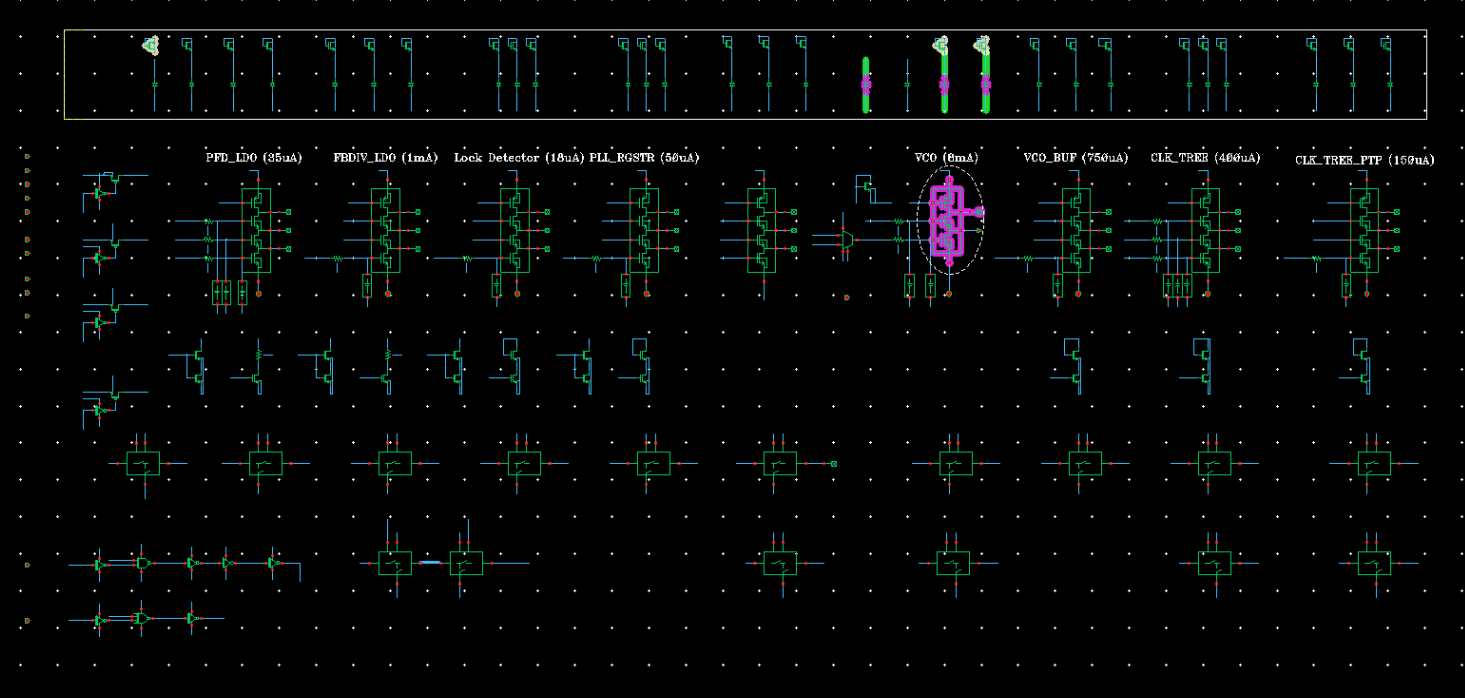 PFD_LDO (35uA)
FBDIV_LDO (1mA)
Lock Detector (18uA)
PLL_RGSTR (50uA)
VCO (8mA)
VCO_BUF (750uA)
CLK_TREE (400uA)
CLK_TREE_PTP (150uA)